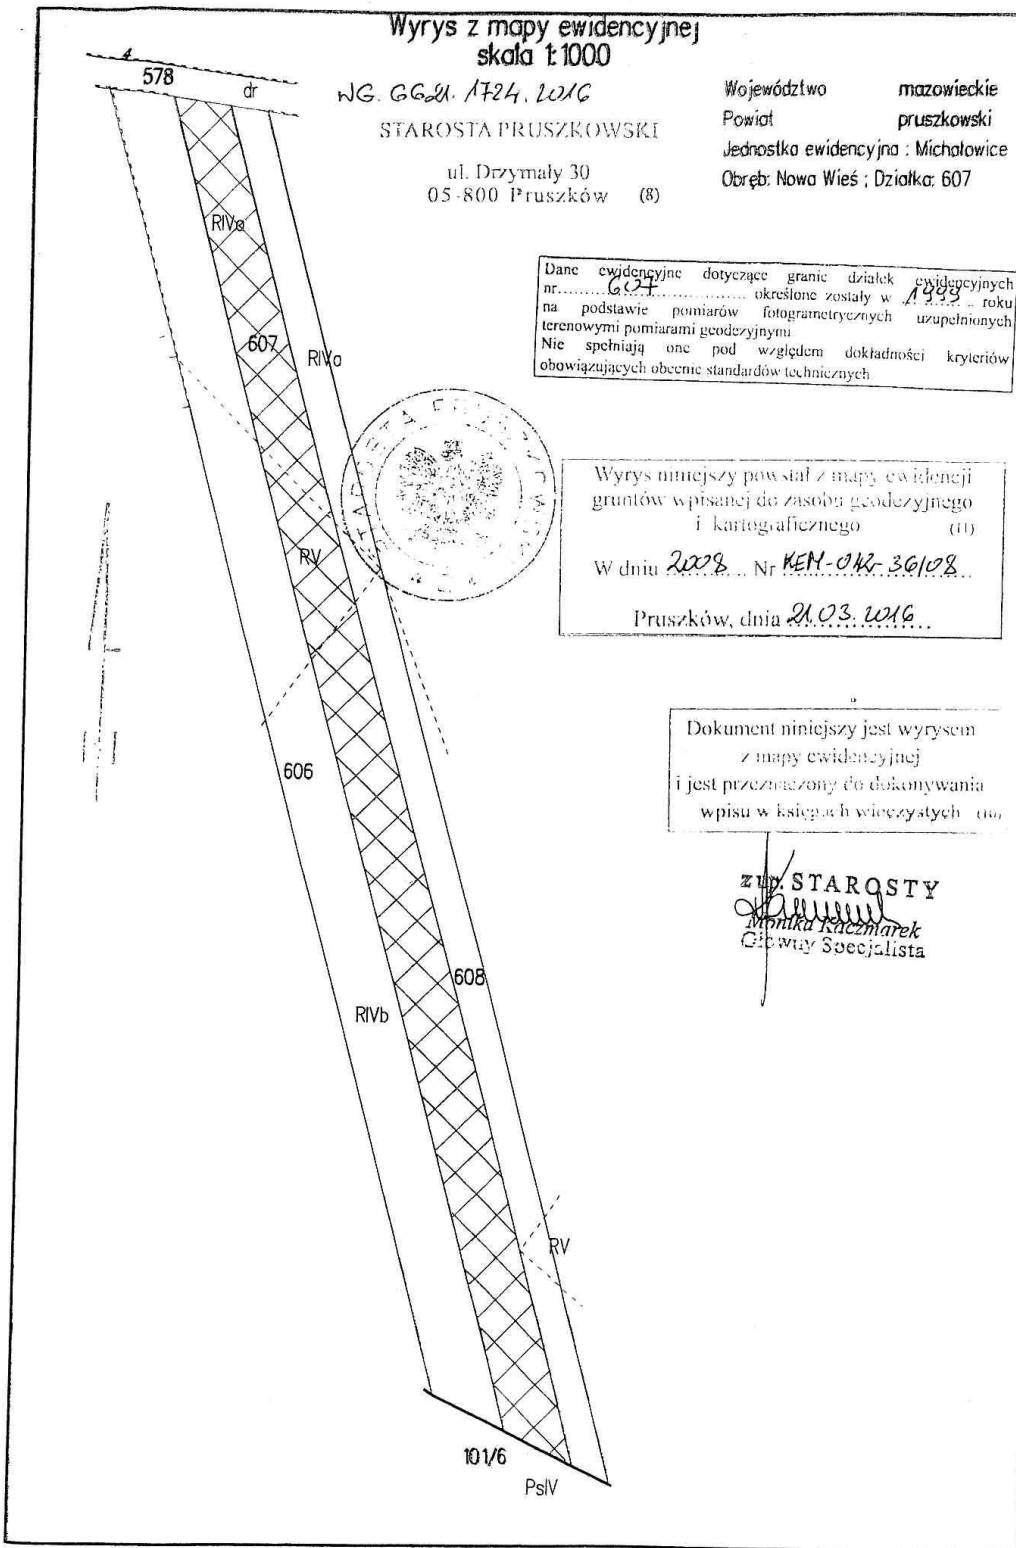 Wyrys z mapy ewidencyjnej
skala 1:1000
WG. GG21. 1724. 2016
STAROSTA PRUSZKOWSKI
ul. Drzymały 30
05-800 Pruszków (8)
Województwo mazowieckie
Powiat pruszkowski
Jednostka ewidencyjna : Michałowice
Obręb: Nowa Wieś ; Działka: 607
Dane ewidencyjne dotyczące granic działek ewidencyjnych
nr. 607 określone zostały w 1999 roku
na podstawie pomiarów fotogrametrycznych uzupełnionych
terenowymi pomiarami geodezyjnymi
Nie spełniają one pod względem dokładności kryteriów
obowiązujących obecnie standardów technicznych
Wyrys niniejszy powstał z mapy ewidencji
gruntów wpisanej do zasobu geodezyjnego
i kartograficznego (11)
W dniu 2008 Nr KEM-042-36/08
Pruszków, dnia 21.03.2016
Dokument niniejszy jest wyrysem
z mapy ewidencyjnej
i jest przeznaczony do dokonywania
wpisu w księgach wieczystych
z up. STAROSTY
Monika Kaczmarek
Główny Specjalista
4
578
dr
RIVa
607
RIVa
RV
606
608
RIVb
RV
101/6
PsIV